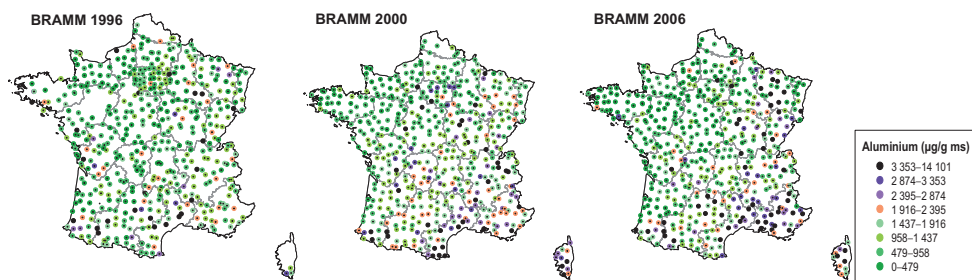 BRAMM 1996
BRAMM 2000
BRAMM 2006
Aluminium (µg/g ms)
3 353–14 101
2 874–3 353
2 395–2 874
1 916–2 395
1 437–1 916
958–1 437
479–958
0–479